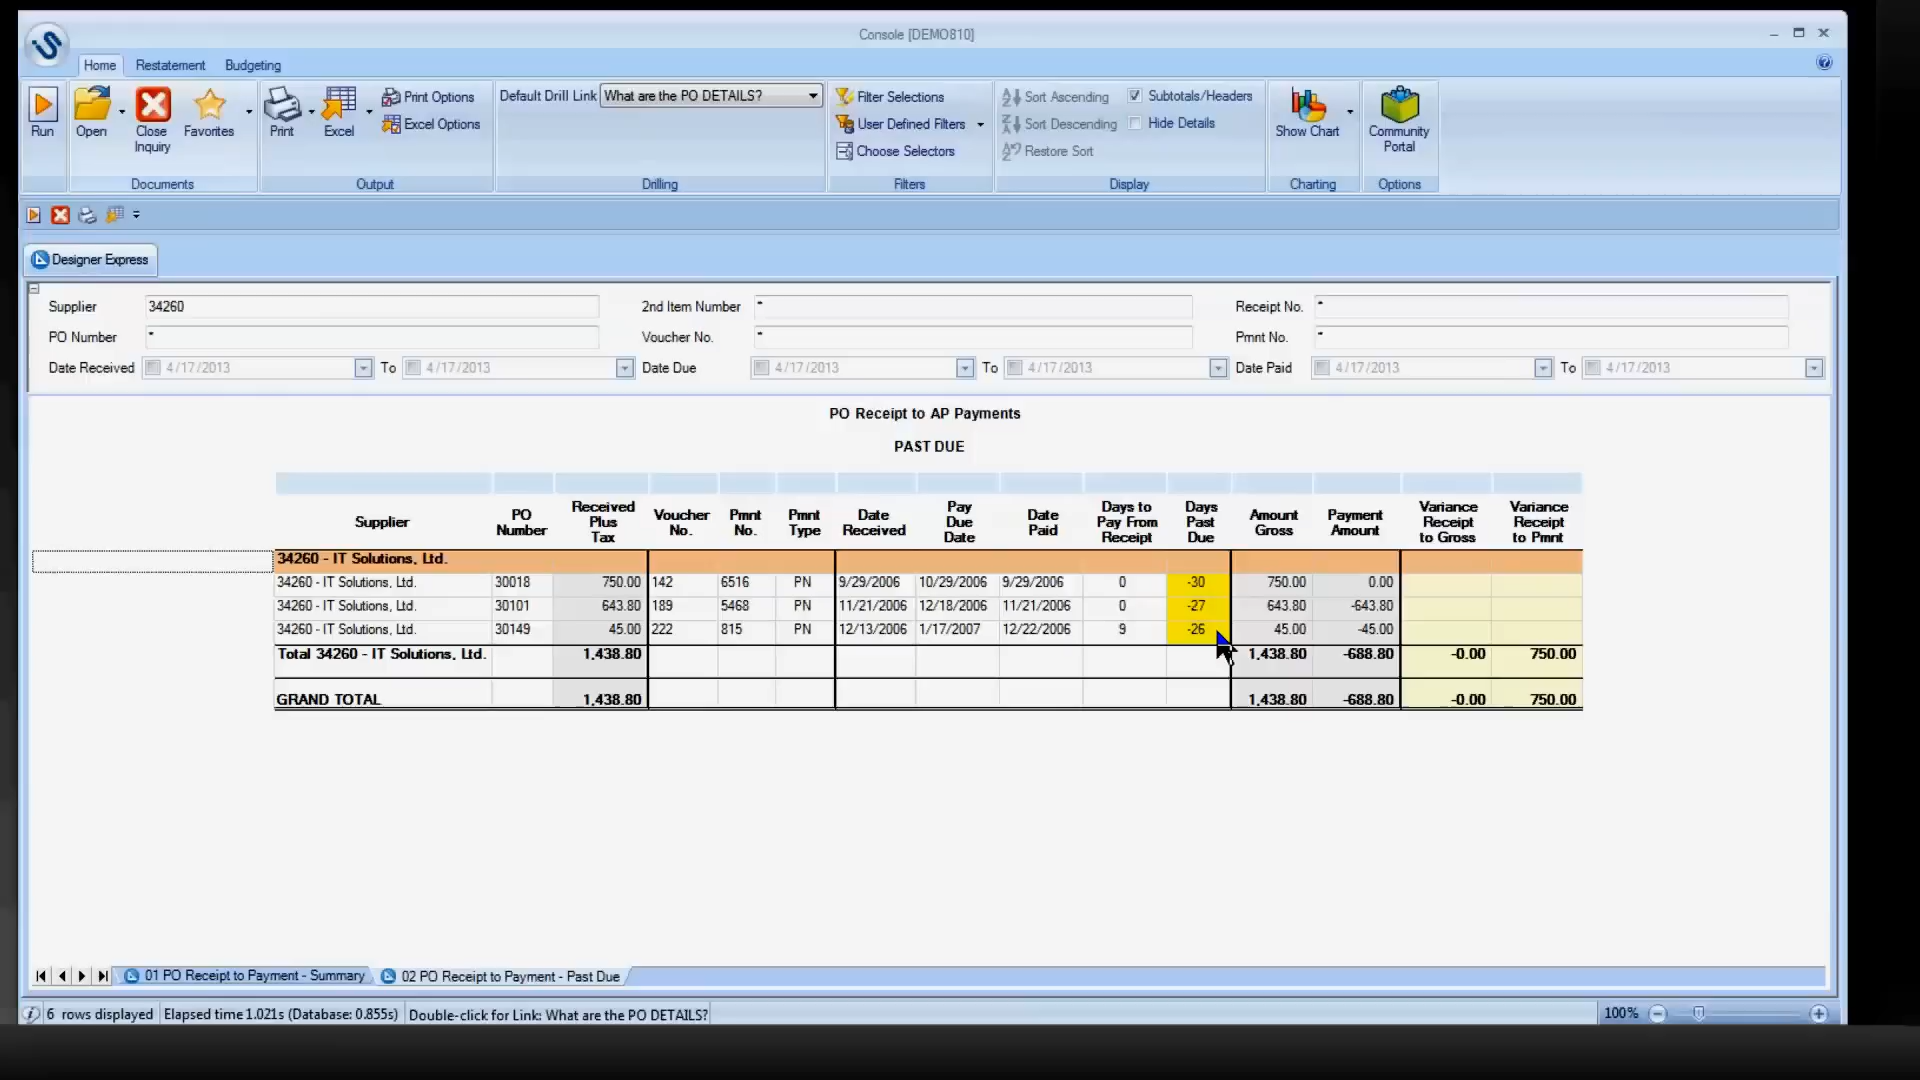 Console [DEMO810]
Home Restatement Budgeting
Run Open Close Inquiry Favorites Print Excel Print Options Excel Options
Default Drill Link What are the PO DETAILS?
Filter Selections
User Defined Filters
Choose Selectors
Sort Ascending Subtotals/Headers
Sort Descending Hide Details
Restore Sort
Show Chart Community Portal
Documents Output Drilling Filters Display Charting Options
Designer Express
Supplier 34260 2nd Item Number * Receipt No. *
PO Number * Voucher No. * Pmnt No. *
Date Received 4/17/2013 To 4/17/2013 Date Due 4/17/2013 To 4/17/2013 Date Paid 4/17/2013 To 4/17/2013
PO Receipt to AP Payments
PAST DUE
Supplier PO Number Received Plus Tax Voucher No. Pmnt No. Pmnt Type Date Received Pay Due Date Date Paid Days to Pay From Receipt Days Past Due Amount Gross Payment Amount Variance Receipt to Gross Variance Receipt to Pmnt
34260 - IT Solutions, Ltd.
34260 - IT Solutions, Ltd. 30018 750.00 142 6516 PN 9/29/2006 10/29/2006 9/29/2006 0 -30 750.00 0.00
34260 - IT Solutions, Ltd. 30101 643.80 189 5468 PN 11/21/2006 12/18/2006 11/21/2006 0 -27 643.80 -643.80
34260 - IT Solutions, Ltd. 30149 45.00 222 815 PN 12/13/2006 1/17/2007 12/22/2006 9 -26 45.00 -45.00
Total 34260 - IT Solutions, Ltd. 1,438.80 1,438.80 -688.80 -0.00 750.00
GRAND TOTAL 1,438.80 1,438.80 -688.80 -0.00 750.00
01 PO Receipt to Payment - Summary 02 PO Receipt to Payment - Past Due
6 rows displayed Elapsed time 1.021s (Database: 0.855s) Double-click for Link: What are the PO DETAILS? 100%